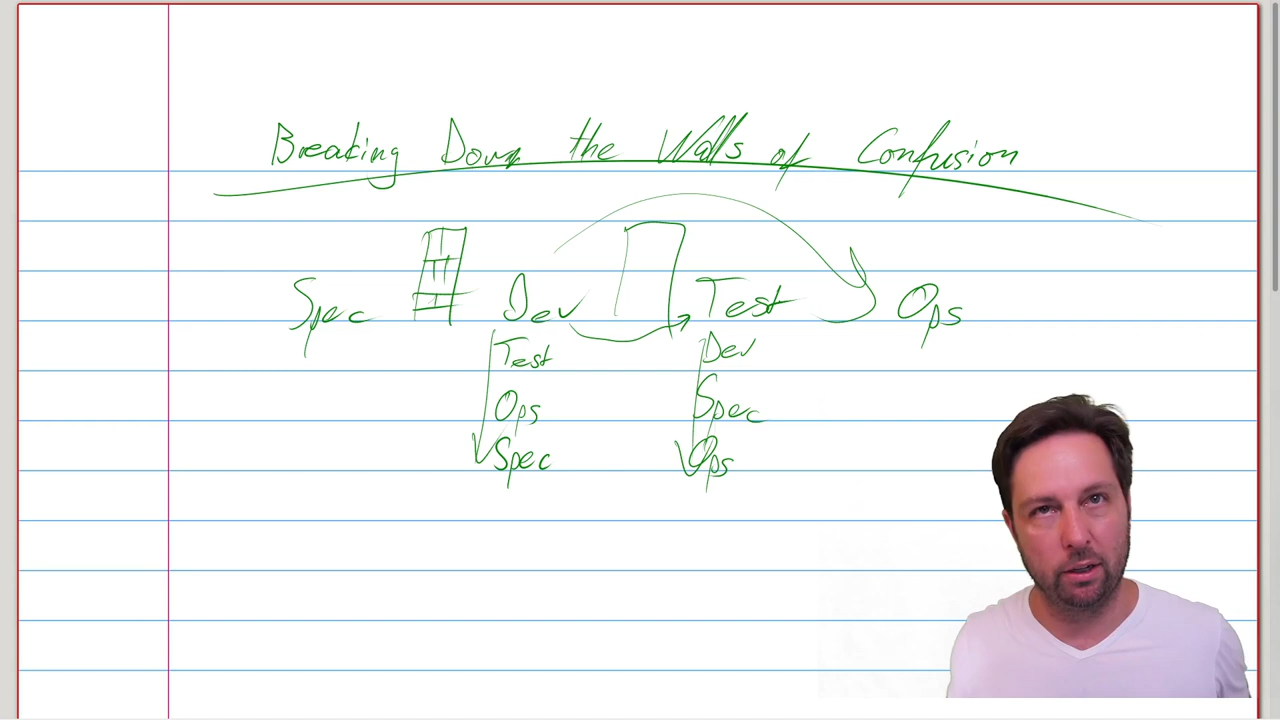 Breaking Down the Walls of Confusion
Spec Dev Test Ops
Test Dev
Ops Spec
Spec Ops